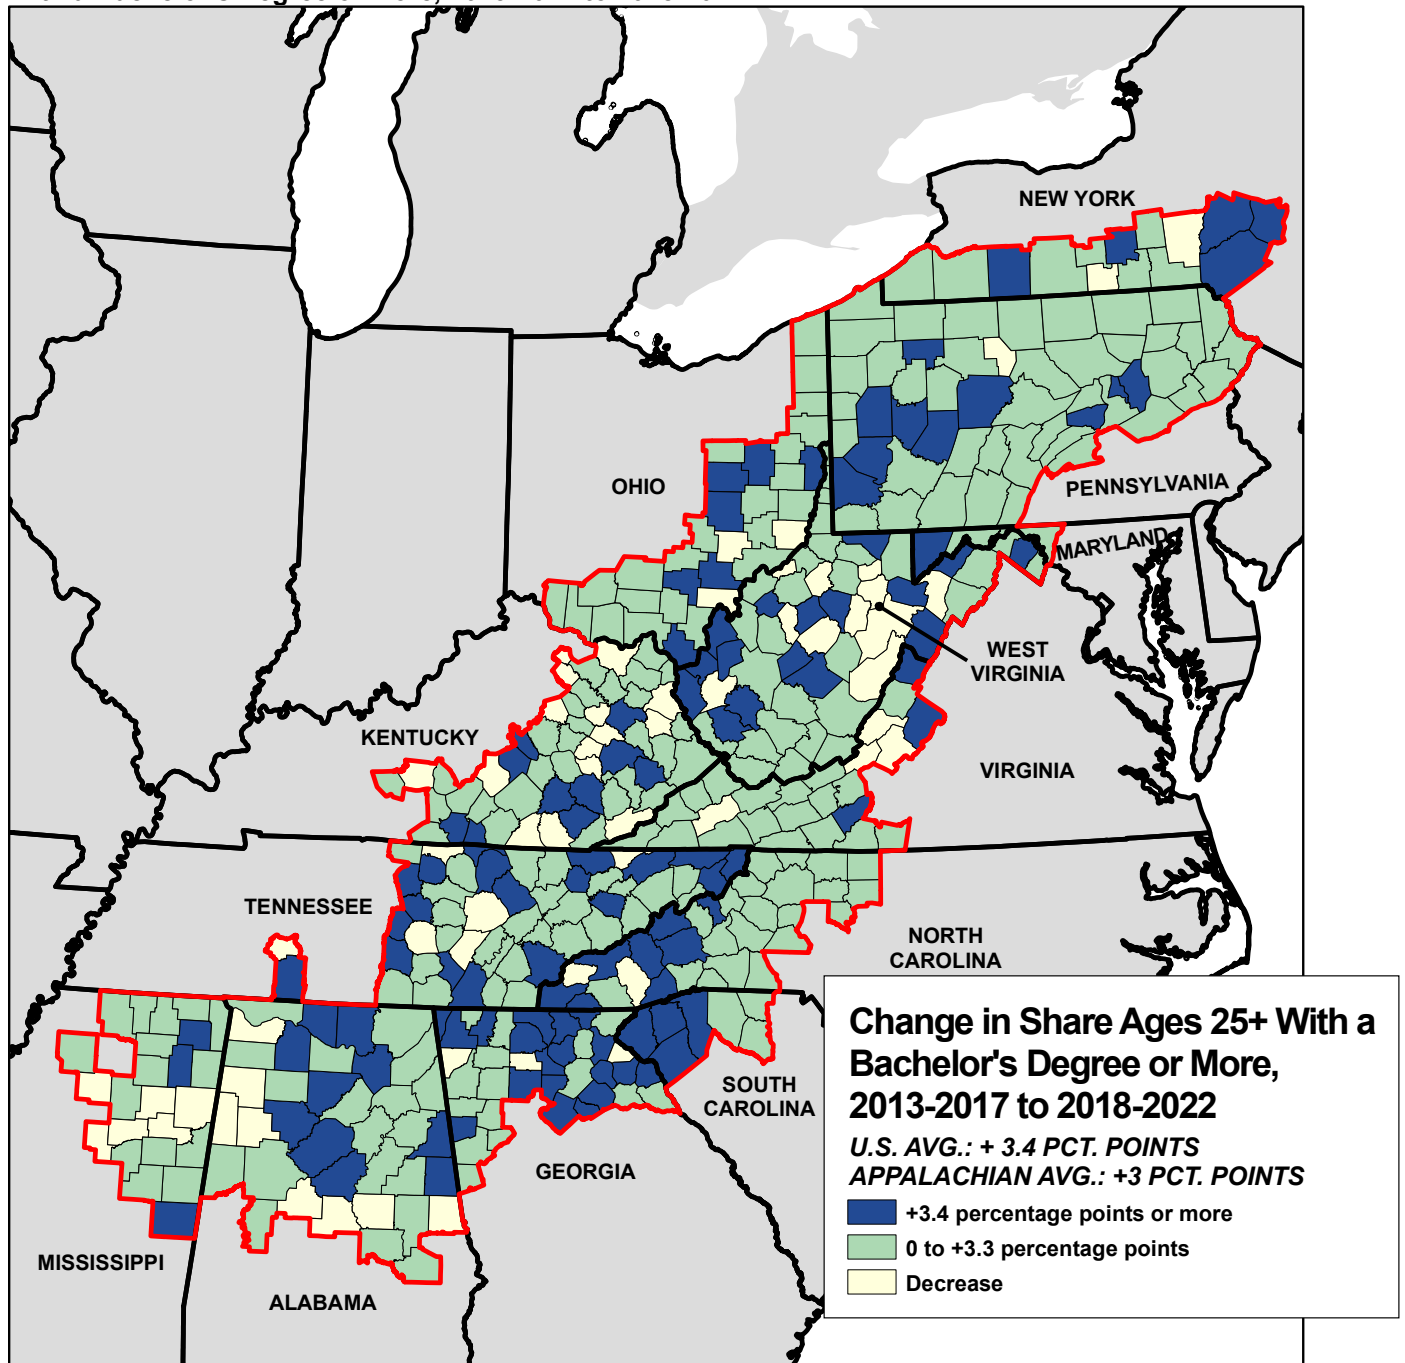 NEW YORK
OHIO
PENNSYLVANIA
MARYLAND
WEST
VIRGINIA
KENTUCKY
VIRGINIA
TENNESSEE
NORTH
CAROLINA
SOUTH
CAROLINA
GEORGIA
MISSISSIPPI
ALABAMA
Change in Share Ages 25+ With a
Bachelor's Degree or More,
2013-2017 to 2018-2022
U.S. AVG.: + 3.4 PCT. POINTS
APPALACHIAN AVG.: +3 PCT. POINTS
+3.4 percentage points or more
0 to +3.3 percentage points
Decrease